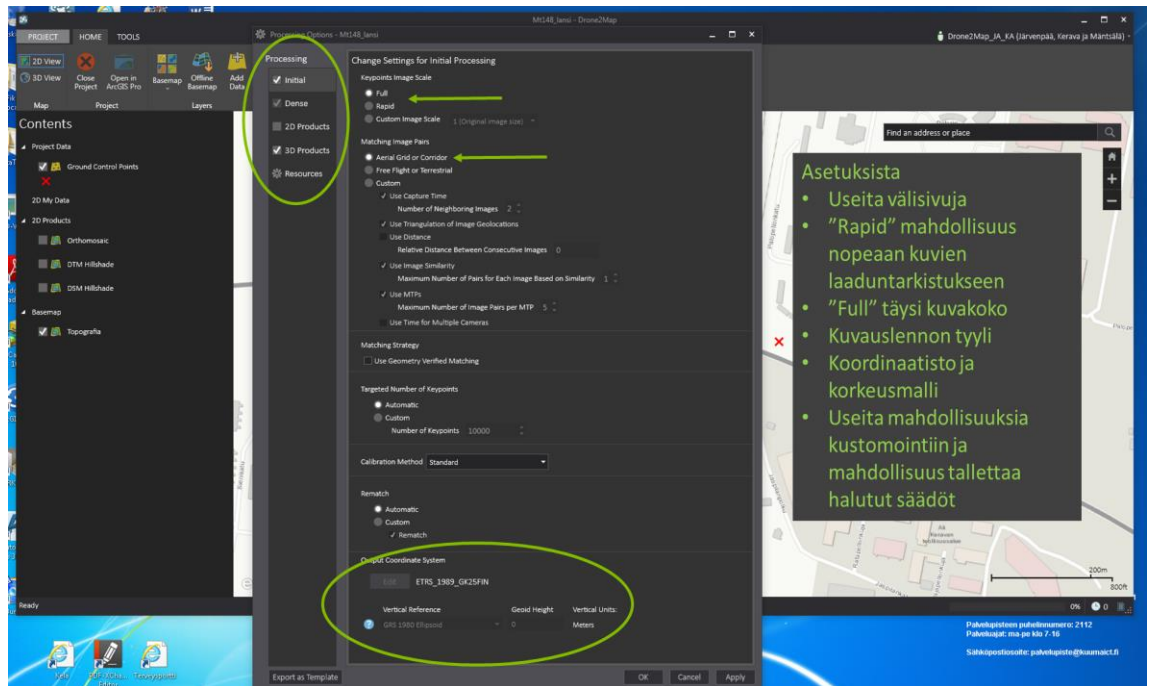 Mt148_lansi - Drone2Map
PROJECT HOME TOOLS
Drone2Map_JA_KA (Järvenpää, Kerava ja Mäntsälä)
2D View
3D View
Close Project
Open in ArcGIS Pro
Basemap
Offline Basemap
Add Data
Map Project Layers
Contents
Project Data
Ground Control Points
2D My Data
2D Products
Orthomosaic
DTM Hillshade
DSM Hillshade
Basemap
Topografia
Ready
Processing Options - Mt148_lansi
Processing
Initial
Dense
2D Products
3D Products
Resources
Export as Template
Change Settings for Initial Processing
Keypoints Image Scale
Full
Rapid
Custom Image Scale 1 (Original image size)
Matching Image Pairs
Aerial Grid or Corridor
Free Flight or Terrestrial
Custom
Use Capture Time
Number of Neighboring Images 2
Use Triangulation of Image Geolocations
Use Distance
Relative Distance Between Consecutive Images 0
Use Image Similarity
Maximum Number of Pairs for Each Image Based on Similarity 1
Use MTPs
Maximum Number of Image Pairs per MTP 5
Use Time for Multiple Cameras
Matching Strategy
Use Geometry Verified Matching
Targeted Number of Keypoints
Automatic
Custom
Number of Keypoints 10000
Calibration Method Standard
Rematch
Automatic
Custom
Rematch
Output Coordinate System
Edit ETRS_1989_GK25FIN
Vertical Reference Geoid Height Vertical Units:
GRS 1980 Ellipsoid 0 Meters
OK Cancel Apply
Find an address or place
Asetuksista
• Useita välisivuja
• ”Rapid” mahdollisuus
nopeaan kuvien
laaduntarkistukseen
• ”Full” täysi kuvakoko
• Kuvauslennon tyyli
• Koordinaatisto ja
korkeusmalli
• Useita mahdollisuuksia
kustomointiin ja
mahdollisuus tallettaa
halutut säädöt
200m
800ft
0% 0
Palvelupisteen puhelinnumero: 2112
Palveluajat: ma-pe klo 7-16
Sähköpostiosoite: palvelupiste@kuumaict.fi